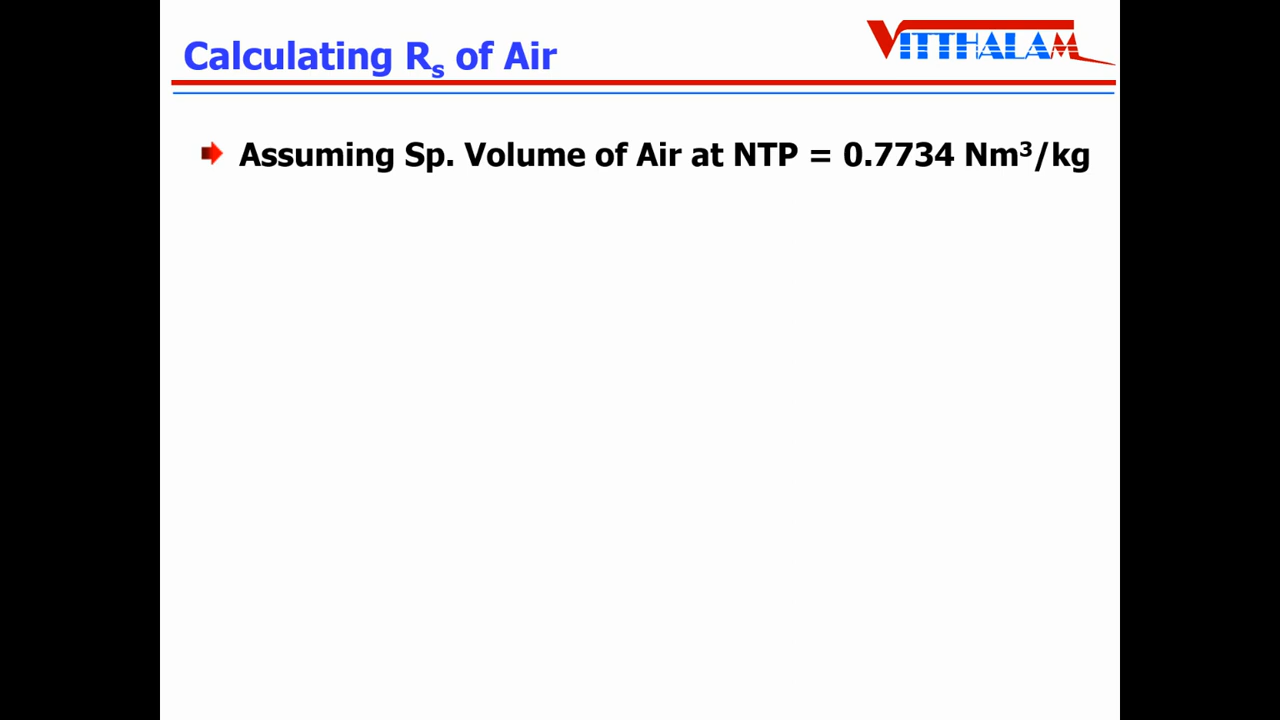 Calculating Rs of Air
VITTHALAM
Assuming Sp. Volume of Air at NTP = 0.7734 Nm³/kg